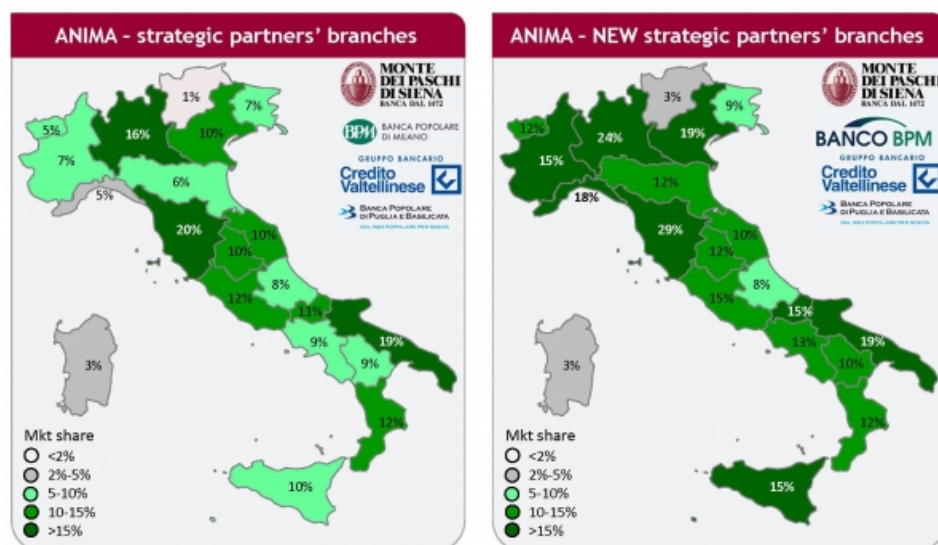 ANIMA – strategic partners' branches
MONTE
DEI PASCHI
DI SIENA
BANCA DAL 1472
BPM BANCA POPOLARE
DI MILANO
GRUPPO BANCARIO
Credito
Valtellinese
BANCA POPOLARE
DI PUGLIA E BASILICATA
1%
7%
5%
16%
10%
7%
6%
5%
20%
10%
10%
8%
12%
11%
9%
19%
9%
3%
12%
10%
Mkt share
<2%
2%-5%
5-10%
10-15%
>15%
ANIMA – NEW strategic partners' branches
MONTE
DEI PASCHI
DI SIENA
BANCA DAL 1472
BANCO BPM
GRUPPO BANCARIO
Credito
Valtellinese
BANCA POPOLARE
DI PUGLIA E BASILICATA
3%
9%
12%
24%
19%
15%
12%
18%
29%
10%
12%
8%
15%
15%
13%
19%
10%
3%
12%
15%
Mkt share
<2%
2%-5%
5-10%
10-15%
>15%